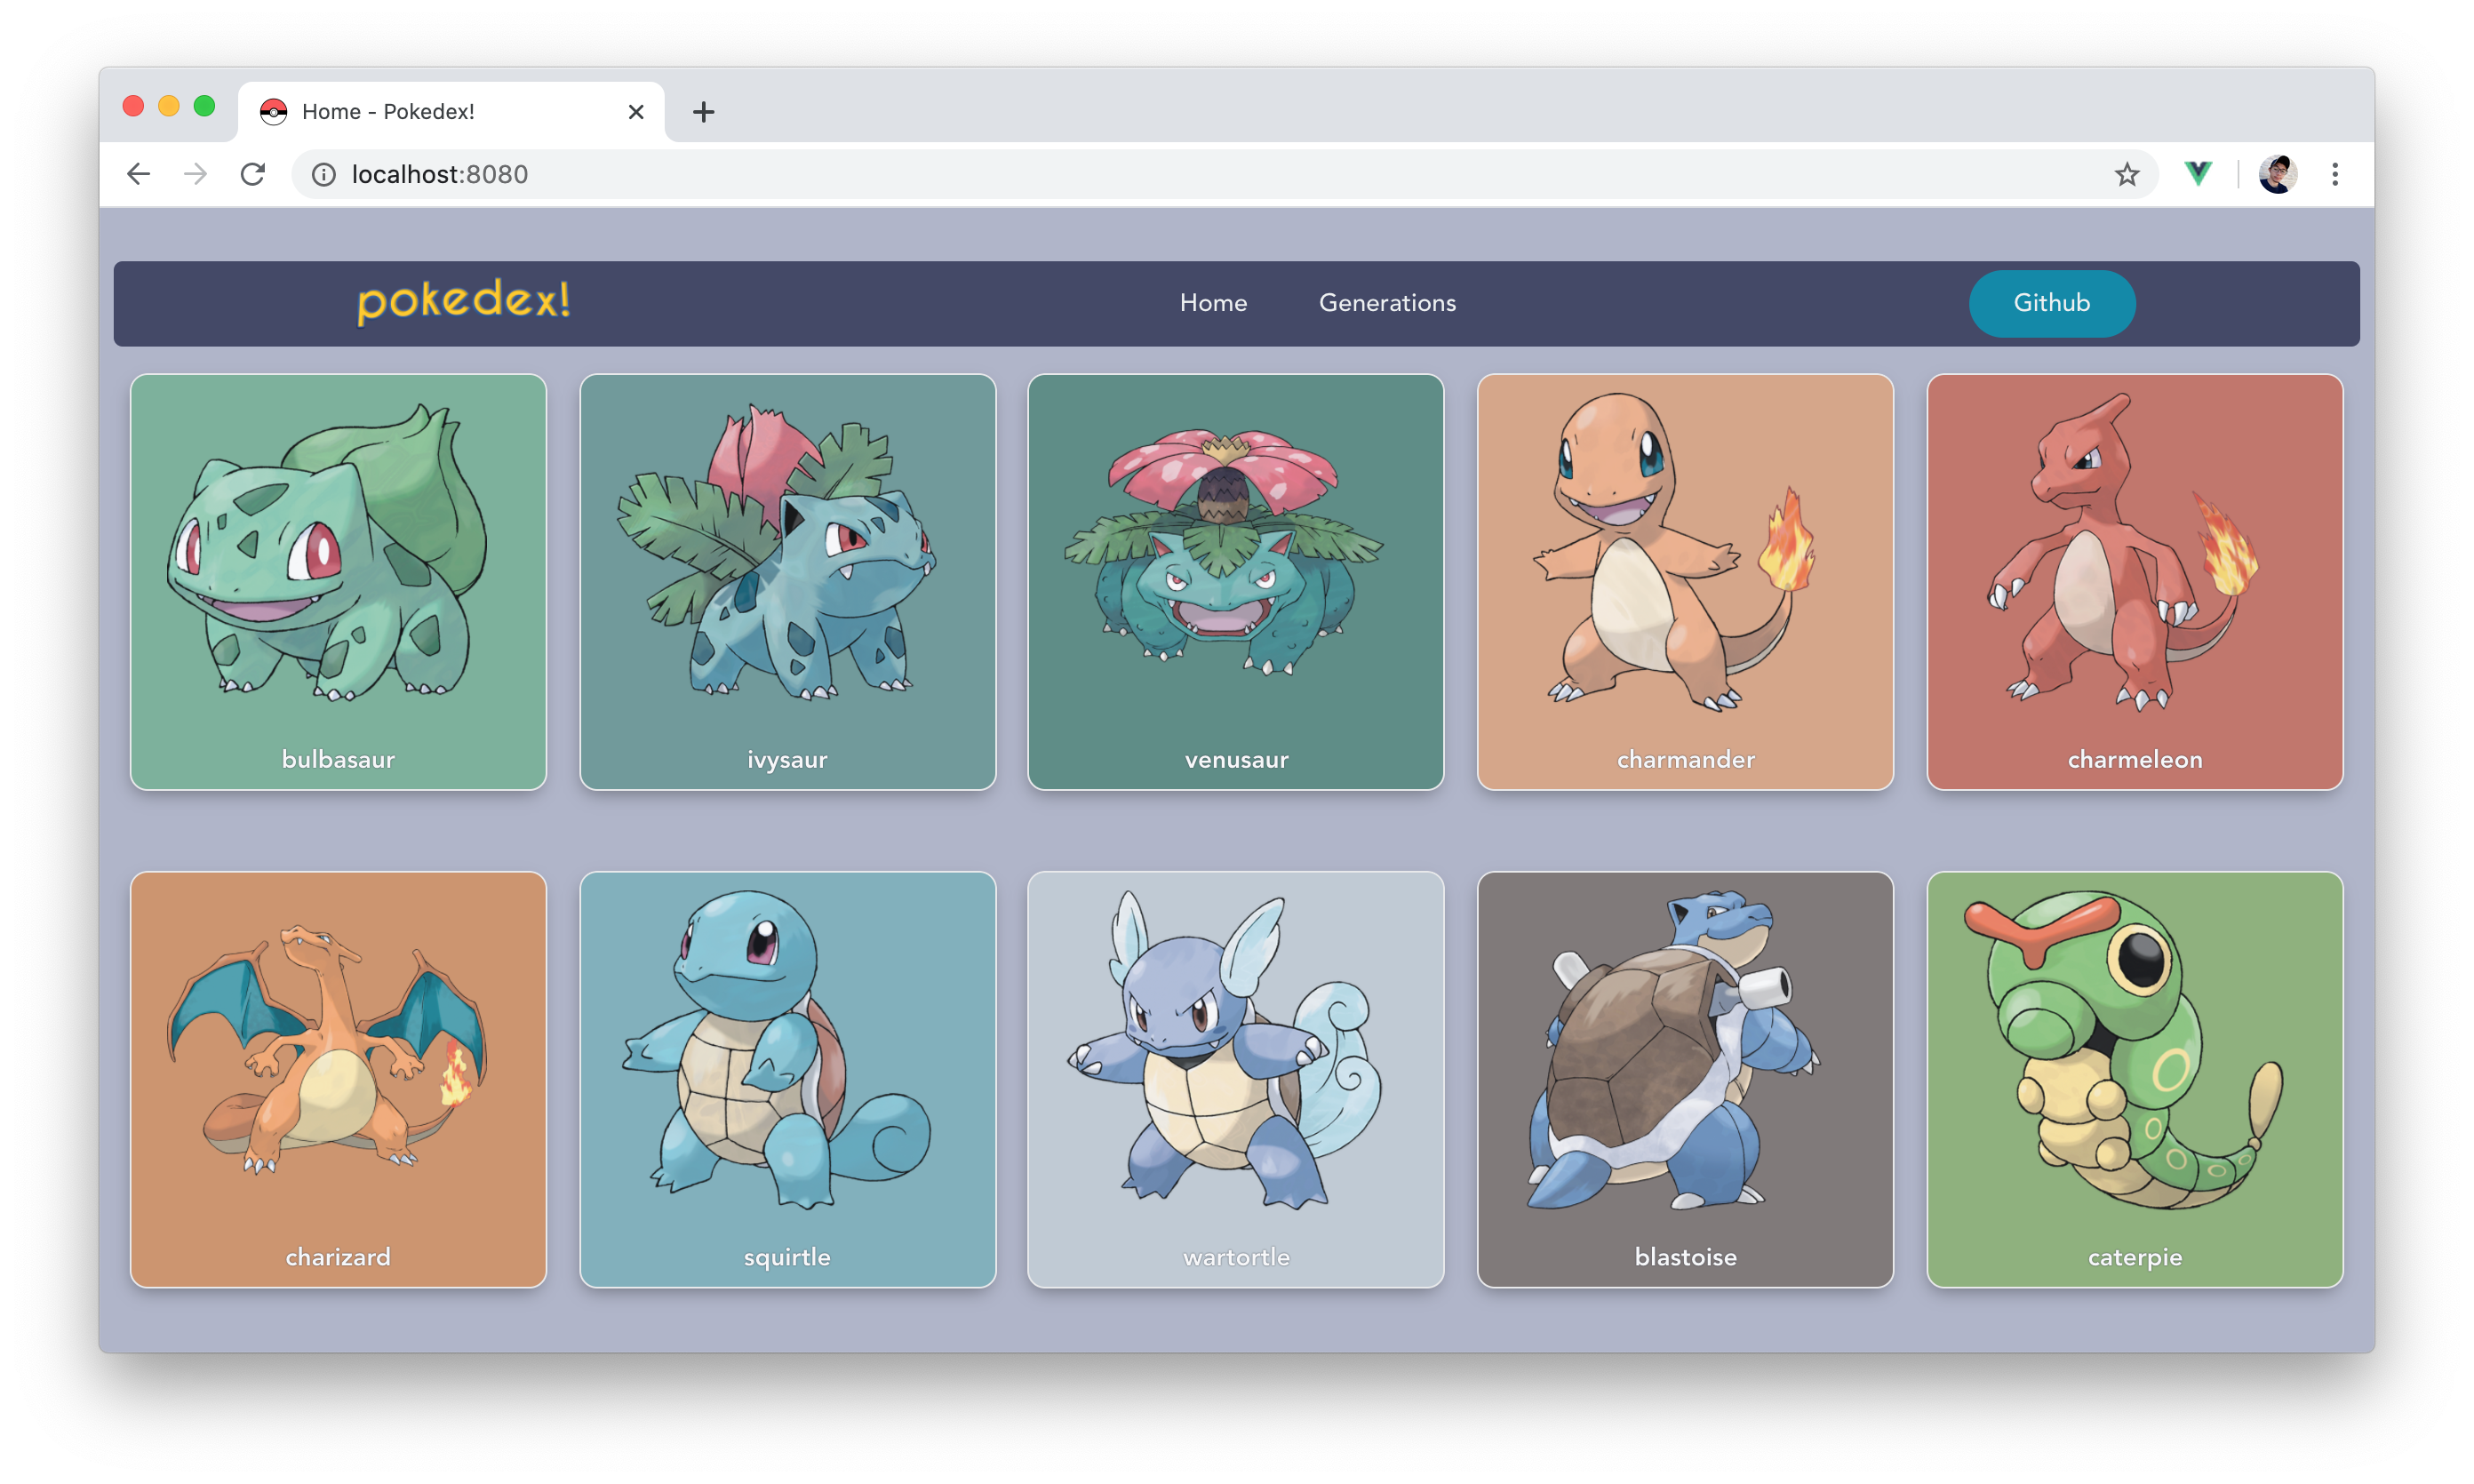 Home - Pokedex!
localhost:8080
pokedex!
Home Generations
Github
bulbasaur
ivysaur
venusaur
charmander
charmeleon
charizard
squirtle
wartortle
blastoise
caterpie